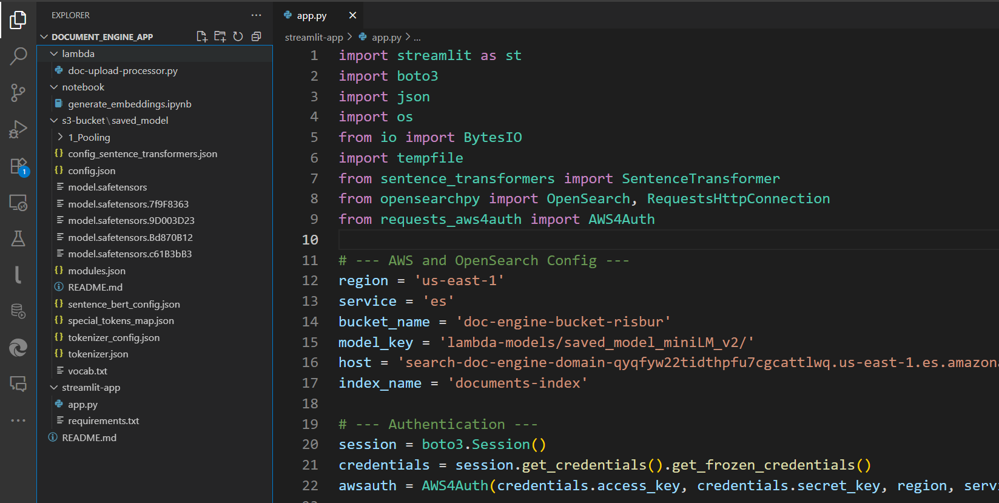 EXPLORER
DOCUMENT_ENGINE_APP
lambda
doc-upload-processor.py
notebook
generate_embeddings.ipynb
s3-bucket\saved_model
1_Pooling
{} config_sentence_transformers.json
{} config.json
model.safetensors
model.safetensors.7f9F8363
model.safetensors.9D003D23
model.safetensors.Bd870B12
model.safetensors.c61B3bB3
{} modules.json
README.md
{} sentence_bert_config.json
{} special_tokens_map.json
{} tokenizer_config.json
{} tokenizer.json
vocab.txt
streamlit-app
app.py
requirements.txt
README.md
1
app.py
streamlit-app > app.py > ...
1 import streamlit as st
2 import boto3
3 import json
4 import os
5 from io import BytesIO
6 import tempfile
7 from sentence_transformers import SentenceTransformer
8 from opensearchpy import OpenSearch, RequestsHttpConnection
9 from requests_aws4auth import AWS4Auth
10
11 # --- AWS and OpenSearch Config ---
12 region = 'us-east-1'
13 service = 'es'
14 bucket_name = 'doc-engine-bucket-risbur'
15 model_key = 'lambda-models/saved_model_miniLM_v2/'
16 host = 'search-doc-engine-domain-qyqfyw22tidthpfu7cgcattlwq.us-east-1.es.amazona
17 index_name = 'documents-index'
18
19 # --- Authentication ---
20 session = boto3.Session()
21 credentials = session.get_credentials().get_frozen_credentials()
22 awsauth = AWS4Auth(credentials.access_key, credentials.secret_key, region, servi